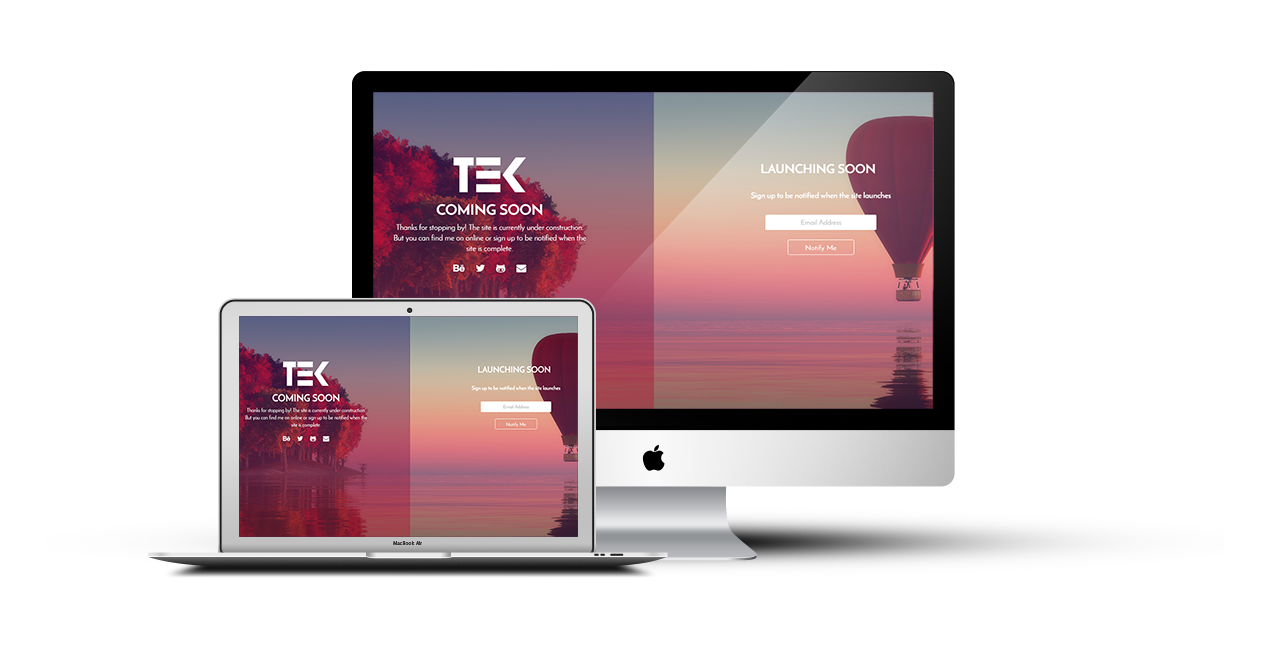 TEK
COMING SOON
Thanks for stopping by! The site is currently under construction.
But you can find me on online or sign up to be notified when the
site is complete.
Bē
LAUNCHING SOON
Sign up to be notified when the site launches
Email Address
Notify Me
TEK
COMING SOON
Thanks for stopping by! The site is currently under construction.
But you can find me on online or sign up to be notified when the
site is complete.
Bē
LAUNCHING SOON
Sign up to be notified when the site launches
Email Address
Notify Me
MacBook Air